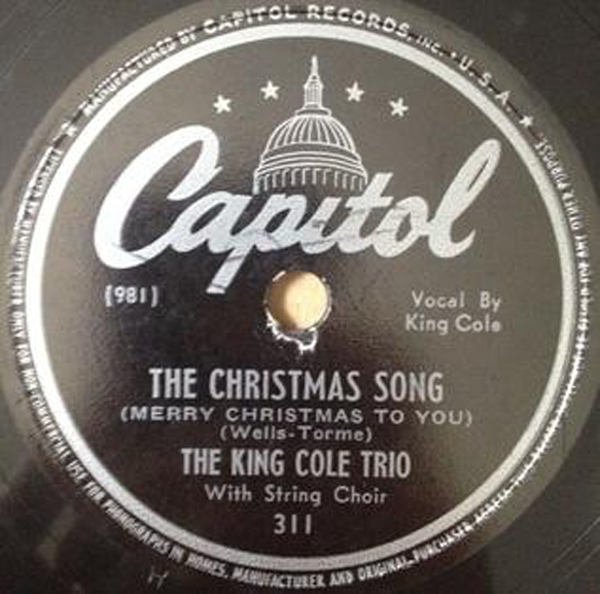 MANUFACTURED BY CAPITOL RECORDS, INC. • U. S. A.
Capitol
(981)
Vocal By
King Cole
THE CHRISTMAS SONG
(MERRY CHRISTMAS TO YOU)
(Wells-Torme)
THE KING COLE TRIO
With String Choir
311
ONLY FOR NON-COMMERCIAL USE FOR PHONOGRAPHS IN HOMES. MANUFACTURER AND ORIGINAL PURCHASER AGREE